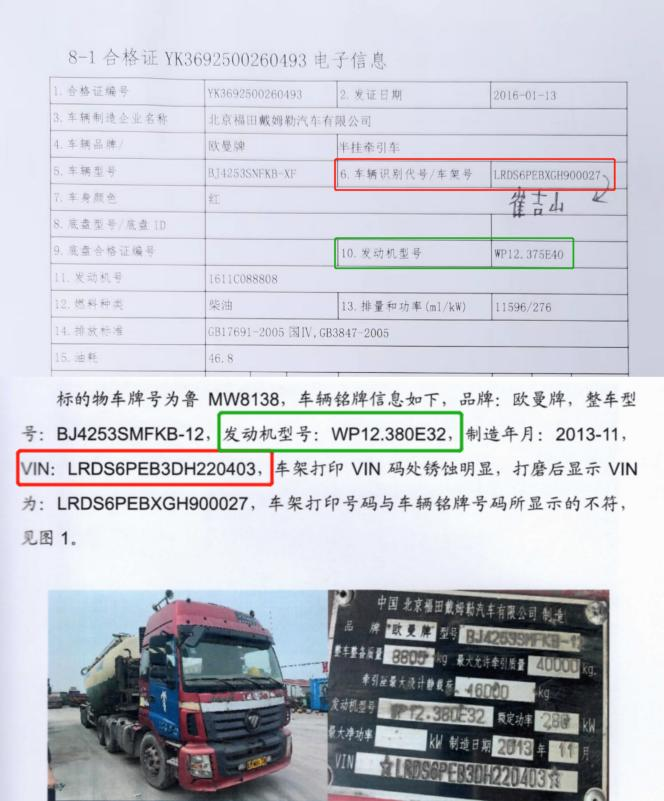 8-1 合格证 YK3692500260493 电子信息
1.合格证编号 YK3692500260493 2.发证日期 2016-01-13
3.车辆制造企业名称 北京福田戴姆勒汽车有限公司
4.车辆品牌/ 欧曼牌 半挂牵引车
5.车辆型号 BJ4253SNFKB-XF 6.车辆识别代号/车架号 LRDS6PEBXGH900027
7.车身颜色 红 崔吉山
8.底盘型号/底盘ID
9.底盘合格证编号 10.发动机型号 WP12.375E40
11.发动机号 1611C088808
12.燃料种类 柴油 13.排量和功率(ml/kW) 11596/276
14.排放标准 GB17691-2005国Ⅳ,GB3847-2005
15.油耗 46.8
标的物车牌号为鲁 MW8138，车辆铭牌信息如下，品牌：欧曼牌，整车型
号：BJ4253SMFKB-12，发动机型号：WP12.380E32，制造年月：2013-11，
VIN：LRDS6PEB3DH220403，车架打印 VIN 码处锈蚀明显，打磨后显示 VIN
为：LRDS6PEBXGH900027，车架打印号码与车辆铭牌号码所显示的不符，
见图 1。
中国 北京福田戴姆勒汽车有限公司 制造
品 牌 "欧曼牌 型号 BJ4253SMFKB-12
整车整备质量 8805 kg 最大允许牵引质量 40000 kg
牵引座最大设计静载荷 16000 kg
发动机型号 WP12.380E32 额定功率 280 kW
最大净功率 kW 制造日期 2013 年 11 月
VIN ☆LRDS6PEB3DH220403☆